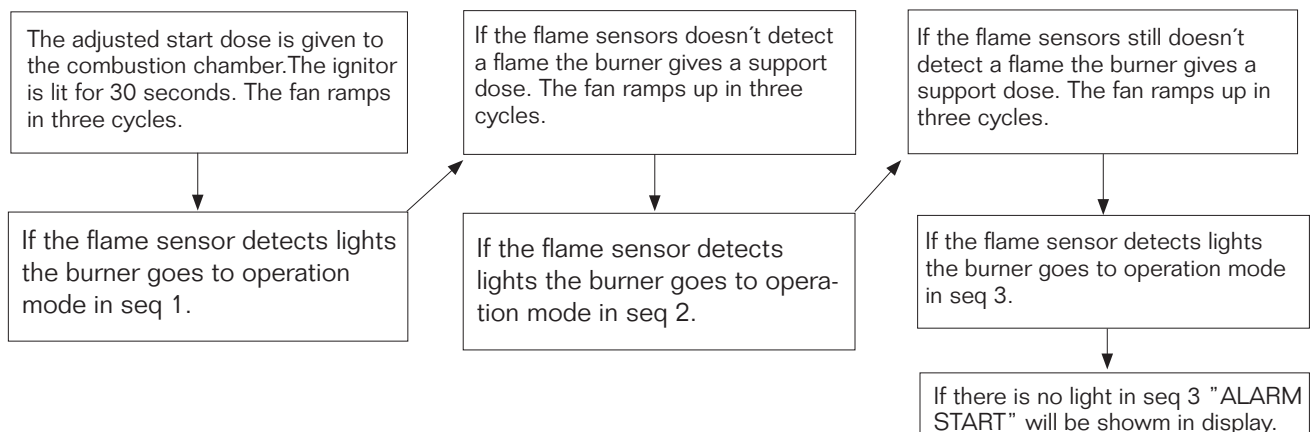 The adjusted start dose is given to
the combustion chamber.The ignitor
is lit for 30 seconds. The fan ramps
in three cycles.
If the flame sensor detects lights
the burner goes to operation
mode in seq 1.
If the flame sensors doesn´t detect
a flame the burner gives a support
dose. The fan ramps up in three
cycles.
If the flame sensor detects
lights the burner goes to opera-
tion mode in seq 2.
If the flame sensors still doesn´t
detect a flame the burner gives a
support dose. The fan ramps up in
three cycles.
If the flame sensor detects lights
the burner goes to operation mode
in seq 3.
If there is no light in seq 3 ”ALARM
START” will be showm in display.